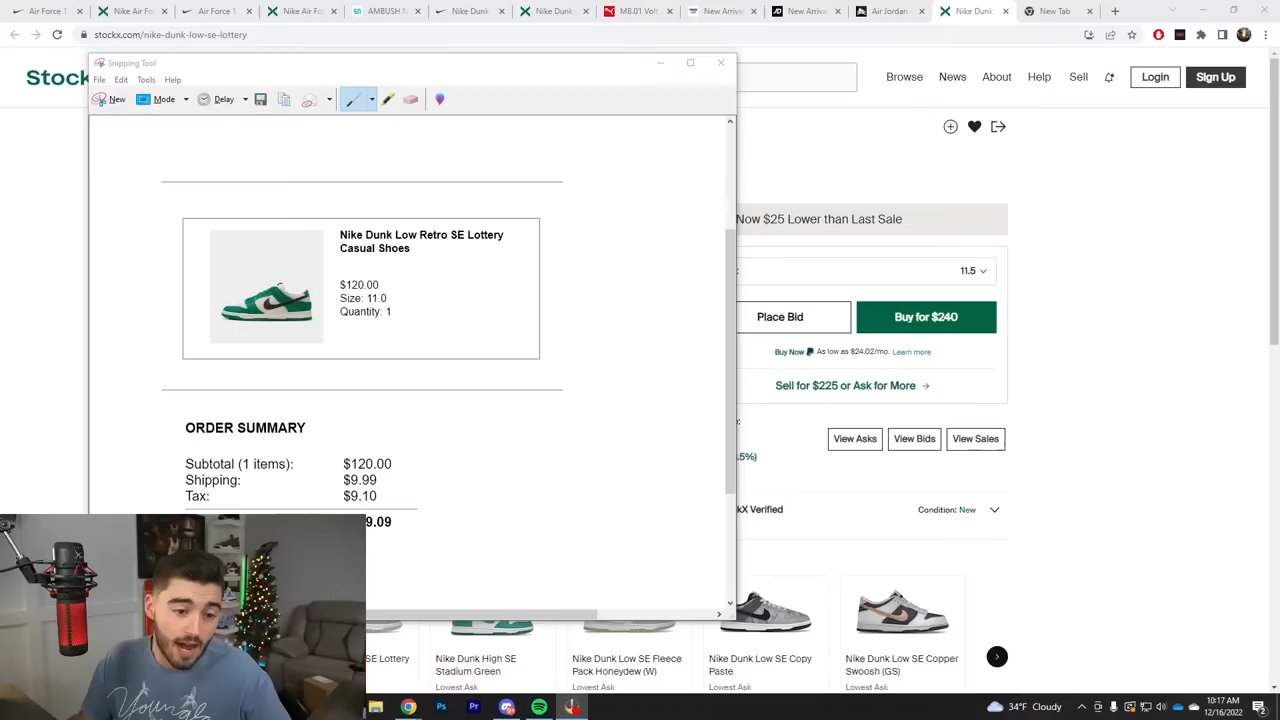 Air Force 1
Nike Air Fo
Nike Dunk
Nike Air Fo
AMBUSH N
Nike Dunk
Nike Dunk
MB.01 Volt
New Arriva
New Arrive
Air Jordan
Nike Dunk
New Tab
stockx.com/nike-dunk-low-se-lottery
Stock
Browse
News
About
Help
Sell
Login
Sign Up
Snipping Tool
File
Edit
Tools
Help
New
Mode
Delay
Nike Dunk Low Retro SE Lottery
Casual Shoes
$120.00
Size: 11.0
Quantity: 1
ORDER SUMMARY
Subtotal (1 items): $120.00
Shipping: $9.99
Tax: $9.10
9.09
Now $25 Lower than Last Sale
11.5
Place Bid
Buy for $240
Buy Now
As low as $24.02/mo. Learn more
Sell for $225 or Ask for More
View Asks
View Bids
View Sales
.5%)
kX Verified
Condition: New
SE Lottery
Nike Dunk High SE
Stadium Green
Lowest Ask
Nike Dunk Low SE Fleece
Pack Honeydew (W)
Lowest Ask
Nike Dunk Low SE Copy
Paste
Lowest Ask
Nike Dunk Low SE Copper
Swoosh (GS)
Lowest Ask
34°F Cloudy
10:17 AM
12/16/2022